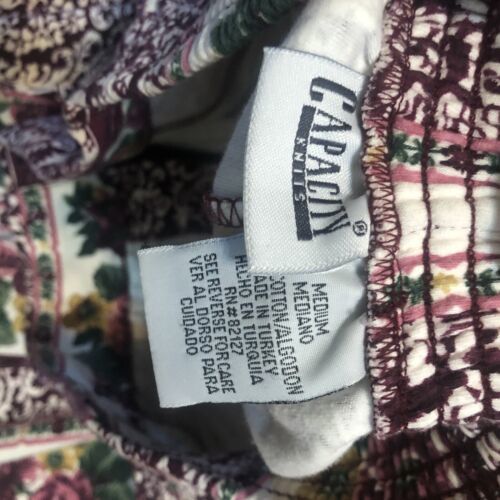 CAPACITY
KNITS
®
MEDIUM
MEDIANO
COTTON/ALGODON
MADE IN TURKEY
HECHO EN TURQUIA
RN#82127
SEE REVERSE FOR CARE
VER AL DORSO PARA
CUIDADO